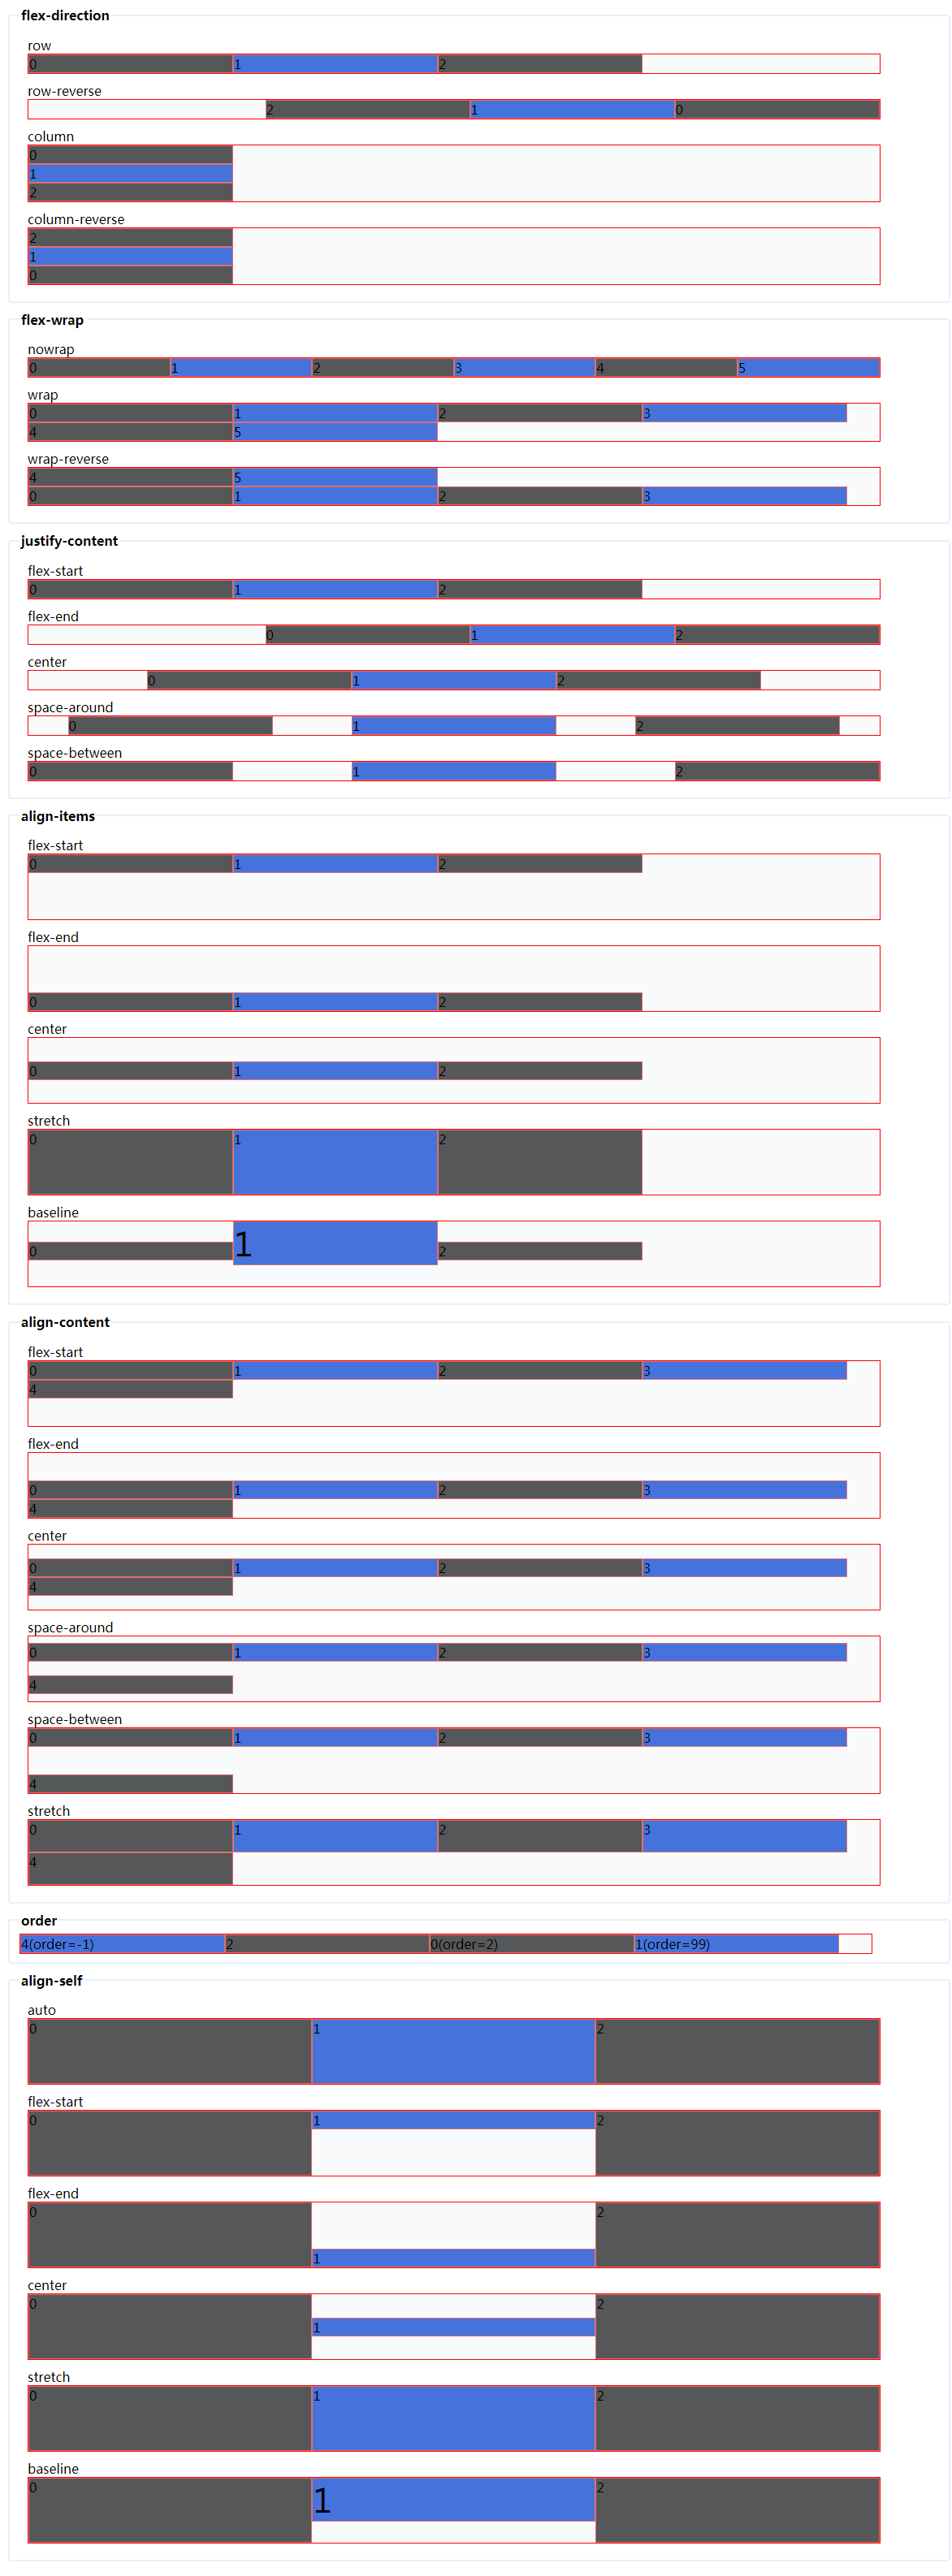 flex-direction
row
0 1 2
row-reverse
2 1 0
column
0
1
2
column-reverse
2
1
0
flex-wrap
nowrap
0 1 2 3 4 5
wrap
0 1 2 3
4 5
wrap-reverse
4 5
0 1 2 3
justify-content
flex-start
0 1 2
flex-end
0 1 2
center
0 1 2
space-around
0 1 2
space-between
0 1 2
align-items
flex-start
0 1 2
flex-end
0 1 2
center
0 1 2
stretch
0 1 2
baseline
0 1 2
align-content
flex-start
0 1 2 3
4
flex-end
0 1 2 3
4
center
0 1 2 3
4
space-around
0 1 2 3
4
space-between
0 1 2 3
4
stretch
0 1 2 3
4
order
4(order=-1) 2 0(order=2) 1(order=99)
align-self
auto
0 1 2
flex-start
0 1 2
flex-end
0 2
1
center
0 2
1
stretch
0 1 2
baseline
0 1 2